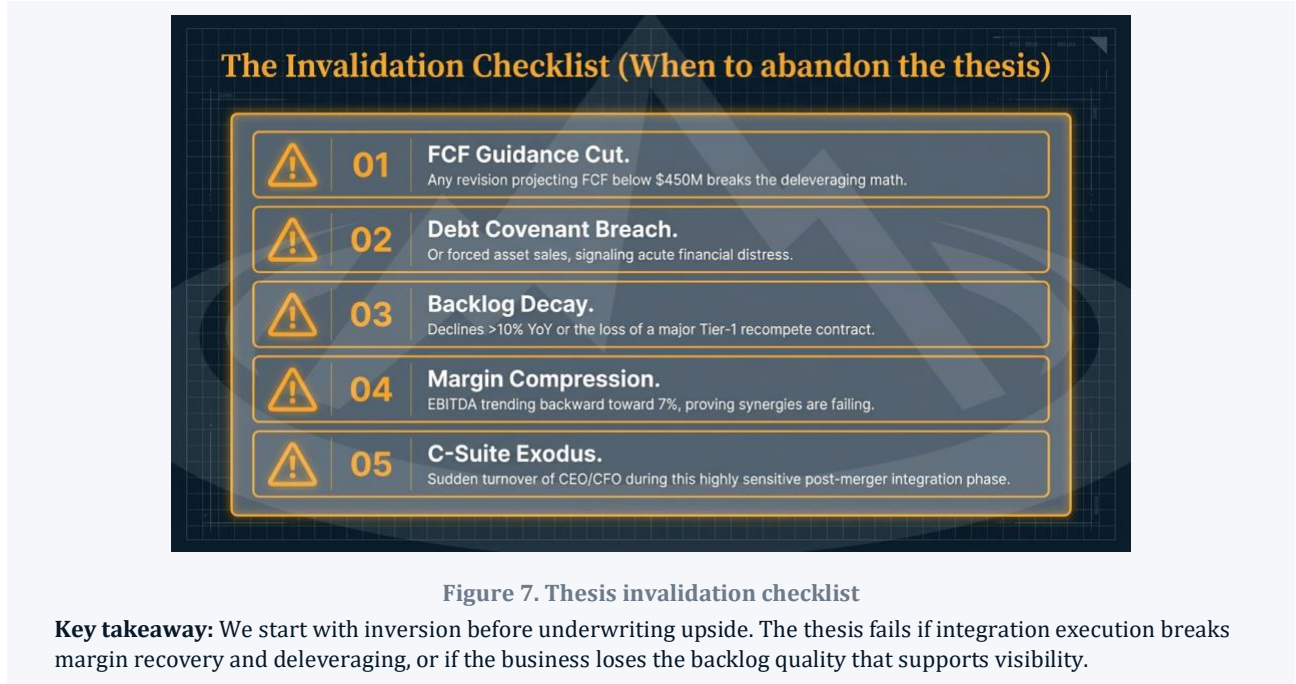 The Invalidation Checklist (When to abandon the thesis)
01
FCF Guidance Cut.
Any revision projecting FCF below $450M breaks the deleveraging math.
02
Debt Covenant Breach.
Or forced asset sales, signaling acute financial distress.
03
Backlog Decay.
Declines >10% YoY or the loss of a major Tier-1 recompete contract.
04
Margin Compression.
EBITDA trending backward toward 7%, proving synergies are failing.
05
C-Suite Exodus.
Sudden turnover of CEO/CFO during this highly sensitive post-merger integration phase.
Figure 7. Thesis invalidation checklist
Key takeaway: We start with inversion before underwriting upside. The thesis fails if integration execution breaks
margin recovery and deleveraging, or if the business loses the backlog quality that supports visibility.